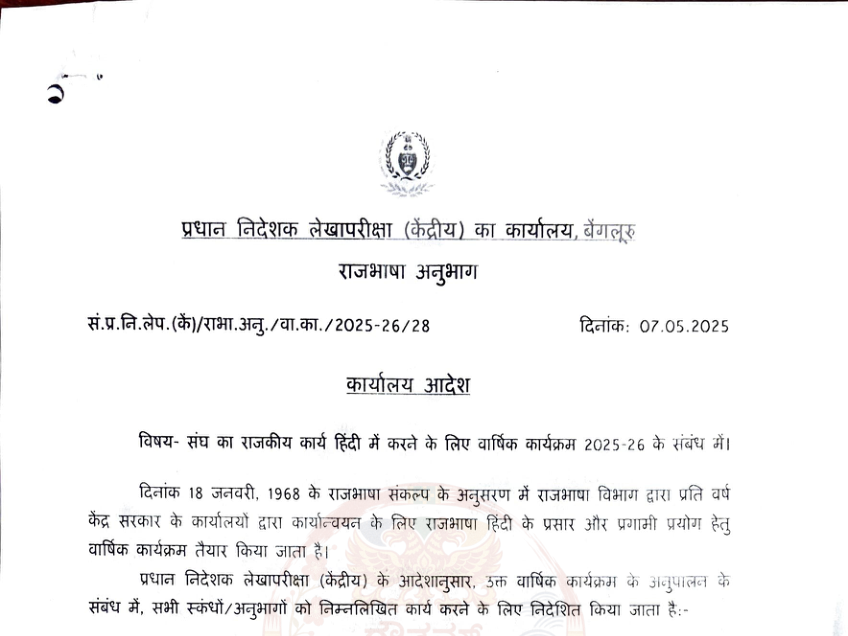 प्रधान निदेशक लेखापरीक्षा (केंद्रीय) का कार्यालय, बेंगलूरु
राजभाषा अनुभाग
सं.प्र.नि.लेप.(कें)/राभा.अनु./वा.का./2025-26/28 दिनांक: 07.05.2025
कार्यालय आदेश
विषय- संघ का राजकीय कार्य हिंदी में करने के लिए वार्षिक कार्यक्रम 2025-26 के संबंध में।
दिनांक 18 जनवरी, 1968 के राजभाषा संकल्प के अनुसरण में राजभाषा विभाग द्वारा प्रति वर्ष
केंद्र सरकार के कार्यालयों द्वारा कार्यान्वयन के लिए राजभाषा हिंदी के प्रसार और प्रगामी प्रयोग हेतु
वार्षिक कार्यक्रम तैयार किया जाता है।
प्रधान निदेशक लेखापरीक्षा (केंद्रीय) के आदेशानुसार, उक्त वार्षिक कार्यक्रम के अनुपालन के
संबंध में, सभी स्कंधों/अनुभागों को निम्नलिखित कार्य करने के लिए निदेशित किया जाता है:-